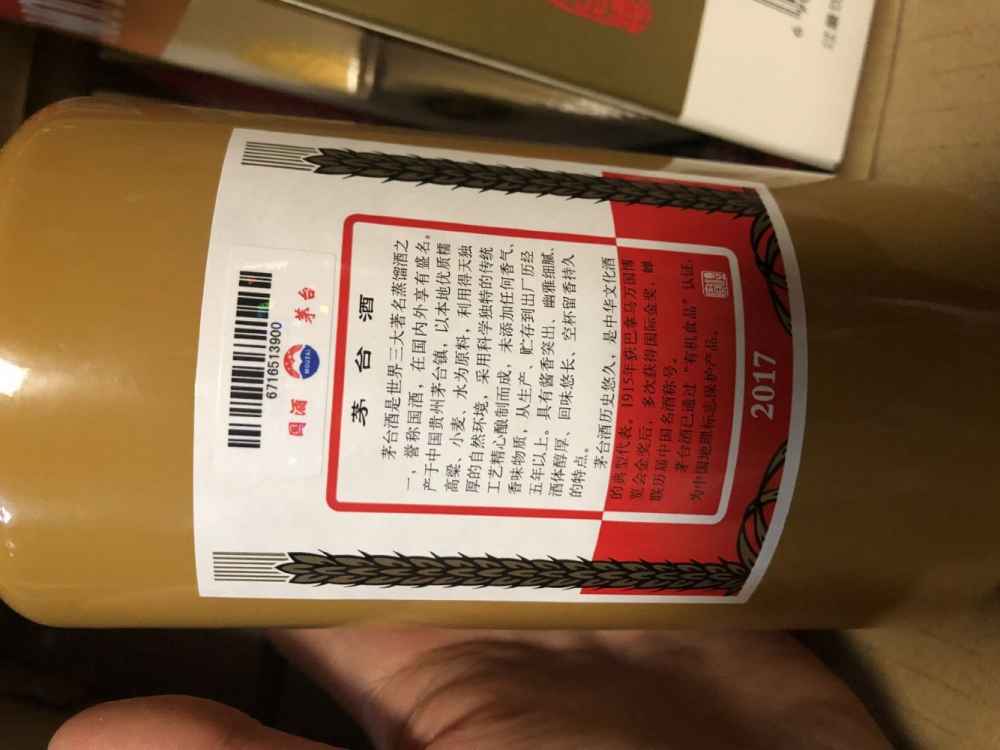 茅台酒
茅台酒是世界三大著名蒸馏酒之
一，誉称国酒，在国内外享有盛名。
产于中国贵州茅台镇，以本地优质糯
高粱、小麦、水为原料，利用得天独
厚的自然环境，采用科学独特的传统
工艺精心酿制而成，未添加任何香气、
香味物质，从生产、贮存到出厂历经
五年以上。具有酱香突出、幽雅细腻、
酒体醇厚、回味悠长、空杯留香持久
的特点。
茅台酒历史悠久，是中华文化酒
的典型代表，1915年获巴拿马万国博
览会金奖后，多次获得国际金奖，蝉
联历届中国名酒称号。
茅台酒已通过“有机食品”认证，
为中国地理标志保护产品。
2017
6716513900
国酒
MOUTAI
茅台